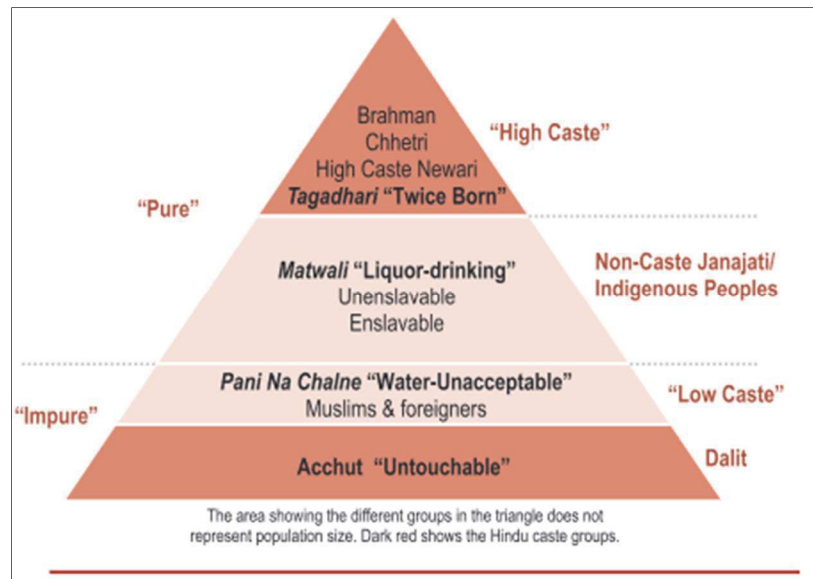 Brahman
Chhetri
High Caste Newari
Tagadhari “Twice Born”
“High Caste”
“Pure”
Matwali “Liquor-drinking”
Unenslavable
Enslavable
Non-Caste Janajati/
Indigenous Peoples
Pani Na Chalne “Water-Unacceptable”
Muslims & foreigners
“Low Caste”
“Impure”
Acchut “Untouchable”
Dalit
The area showing the different groups in the triangle does not
represent population size. Dark red shows the Hindu caste groups.